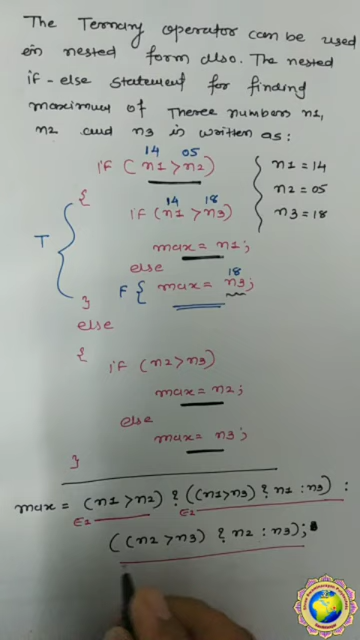 The Ternary operator can be used
in nested form also. The nested
if-else statement for finding
maximum of Theree numbers n1,
n2 and n3 is written as:
14 05
if (n1 > n2)
n1 = 14
{
n2 = 05
14 18
if (n1 > n3)
n3 = 18
max = n1;
T
else
18
F { max = n3;
}
else
{
if (n2 > n3)
max = n2;
else
max = n3;
}
max = (n1 > n2) ? ((n1 > n3) ? n1 : n3) :
((n2 > n3) ? n2 : n3);